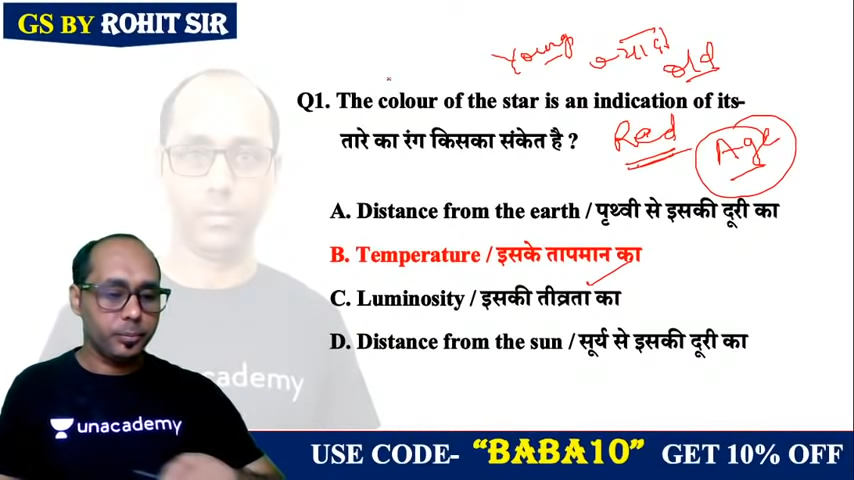 GS BY ROHIT SIR
Young ज्यादा old
Q1. The colour of the star is an indication of its-
तारे का रंग किसका संकेत है ?
Red Age
A. Distance from the earth / पृथ्वी से इसकी दूरी का
B. Temperature / इसके तापमान का
C. Luminosity / इसकी तीव्रता का
D. Distance from the sun / सूर्य से इसकी दूरी का
ademy
unacademy
USE CODE- “BABA10” GET 10% OFF